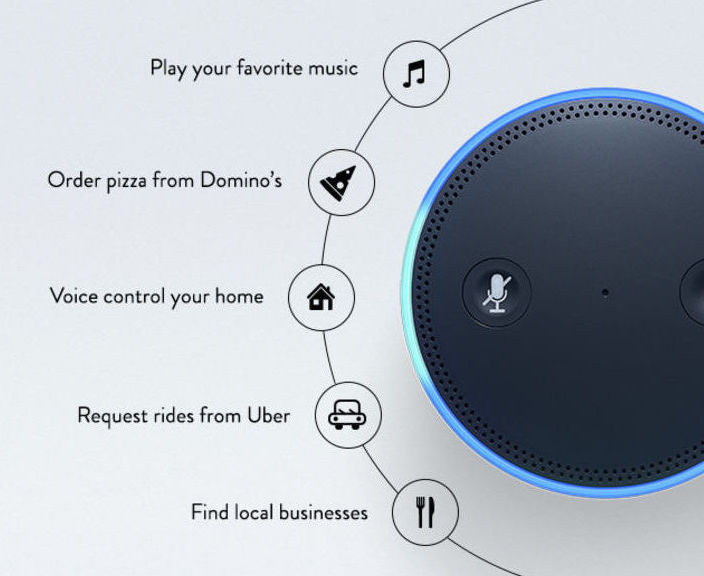 Play your favorite music
Order pizza from Domino's
Voice control your home
Request rides from Uber
Find local businesses